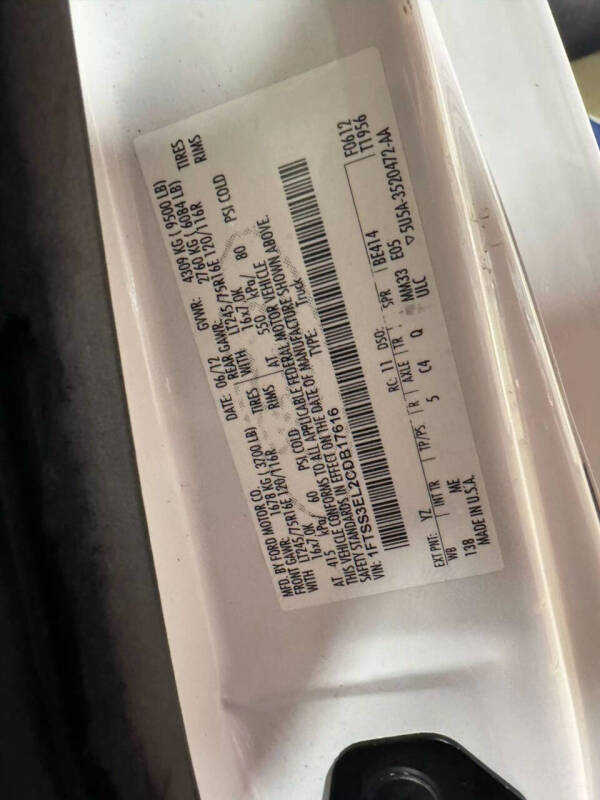 MFD. BY FORD MOTOR CO.
DATE: 06/12 GVWR: 4309 KG ( 9500 LB)
FRONT GAWR: 1678 KG ( 3700 LB) REAR GAWR: 2760 KG ( 6084 LB)
LT245/75R16E 120/116R TIRES LT245/75R16E 120/116R TIRES
WITH 16x7.0K RIMS WITH 16x7.0K RIMS
AT 415 kPa/ 60 PSI COLD AT 550 kPa/ 80 PSI COLD
THIS VEHICLE CONFORMS TO ALL APPLICABLE FEDERAL MOTOR VEHICLE
SAFETY STANDARDS IN EFFECT ON THE DATE OF MANUFACTURE SHOWN ABOVE.
VIN: 1FTSS3EL2CDB17616 TYPE: Truck
F0612
T1956
EXT PNT: YZ RC: 11 DSO: BE414
WB INT TR TP/PS R AXLE TR SPR E05
138 ME 5 C4 Q MM33
ULC
MADE IN U.S.A. ▽5U5A-3520472-AA